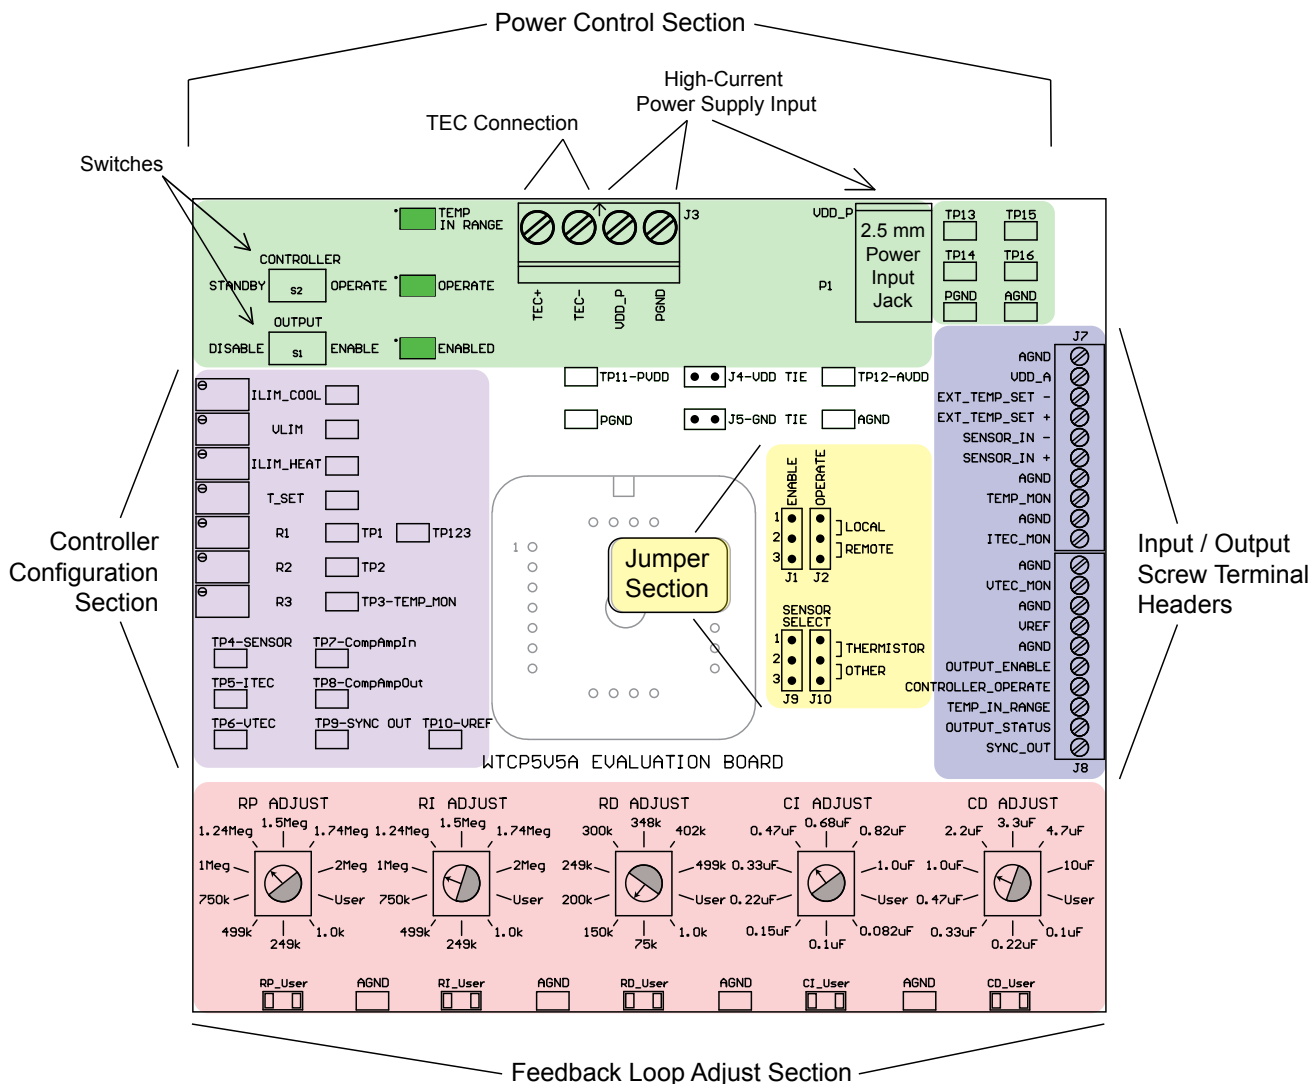 Power Control Section
High-Current
Power Supply Input
TEC Connection
Switches
TEMP
IN RANGE
J3
VDD_P
2.5 mm
Power
Input
Jack
P1
TP13
TP15
TP14
TP16
PGND
AGND
CONTROLLER
STANDBY
S2
OPERATE
OPERATE
OUTPUT
DISABLE
S1
ENABLE
ENABLED
TEC+
TEC-
VDD_P
PGND
TP11-PVDD
J4-VDD TIE
TP12-AVDD
PGND
J5-GND TIE
AGND
Controller
Configuration
Section
ILIM_COOL
VLIM
ILIM_HEAT
T_SET
R1
TP1
TP123
R2
TP2
R3
TP3-TEMP_MON
TP4-SENSOR
TP7-CompAmpIn
TP5-ITEC
TP8-CompAmpOut
TP6-VTEC
TP9-SYNC OUT
TP10-VREF
1
Jumper
Section
ENABLE
OPERATE
1
2
3
LOCAL
REMOTE
J1
J2
SENSOR
SELECT
1
2
3
THERMISTOR
OTHER
J9
J10
J7
AGND
VDD_A
EXT_TEMP_SET -
EXT_TEMP_SET +
SENSOR_IN -
SENSOR_IN +
AGND
TEMP_MON
AGND
ITEC_MON
AGND
VTEC_MON
AGND
VREF
AGND
OUTPUT_ENABLE
CONTROLLER_OPERATE
TEMP_IN_RANGE
OUTPUT_STATUS
SYNC_OUT
J8
Input / Output
Screw Terminal
Headers
WTCP5V5A EVALUATION BOARD
RP ADJUST
1.5Meg
1.24Meg
1.74Meg
1Meg
2Meg
750k
User
499k
1.0k
249k
RI ADJUST
1.5Meg
1.24Meg
1.74Meg
1Meg
2Meg
750k
User
499k
1.0k
249k
RD ADJUST
348k
300k
402k
249k
499k
200k
User
150k
1.0k
75k
CI ADJUST
0.68uF
0.47uF
0.82uF
0.33uF
1.0uF
0.22uF
User
0.15uF
0.082uF
0.1uF
CD ADJUST
3.3uF
2.2uF
4.7uF
1.0uF
10uF
0.47uF
User
0.33uF
0.1uF
0.22uF
RP_User
AGND
RI_User
AGND
RD_User
AGND
CI_User
AGND
CD_User
Feedback Loop Adjust Section